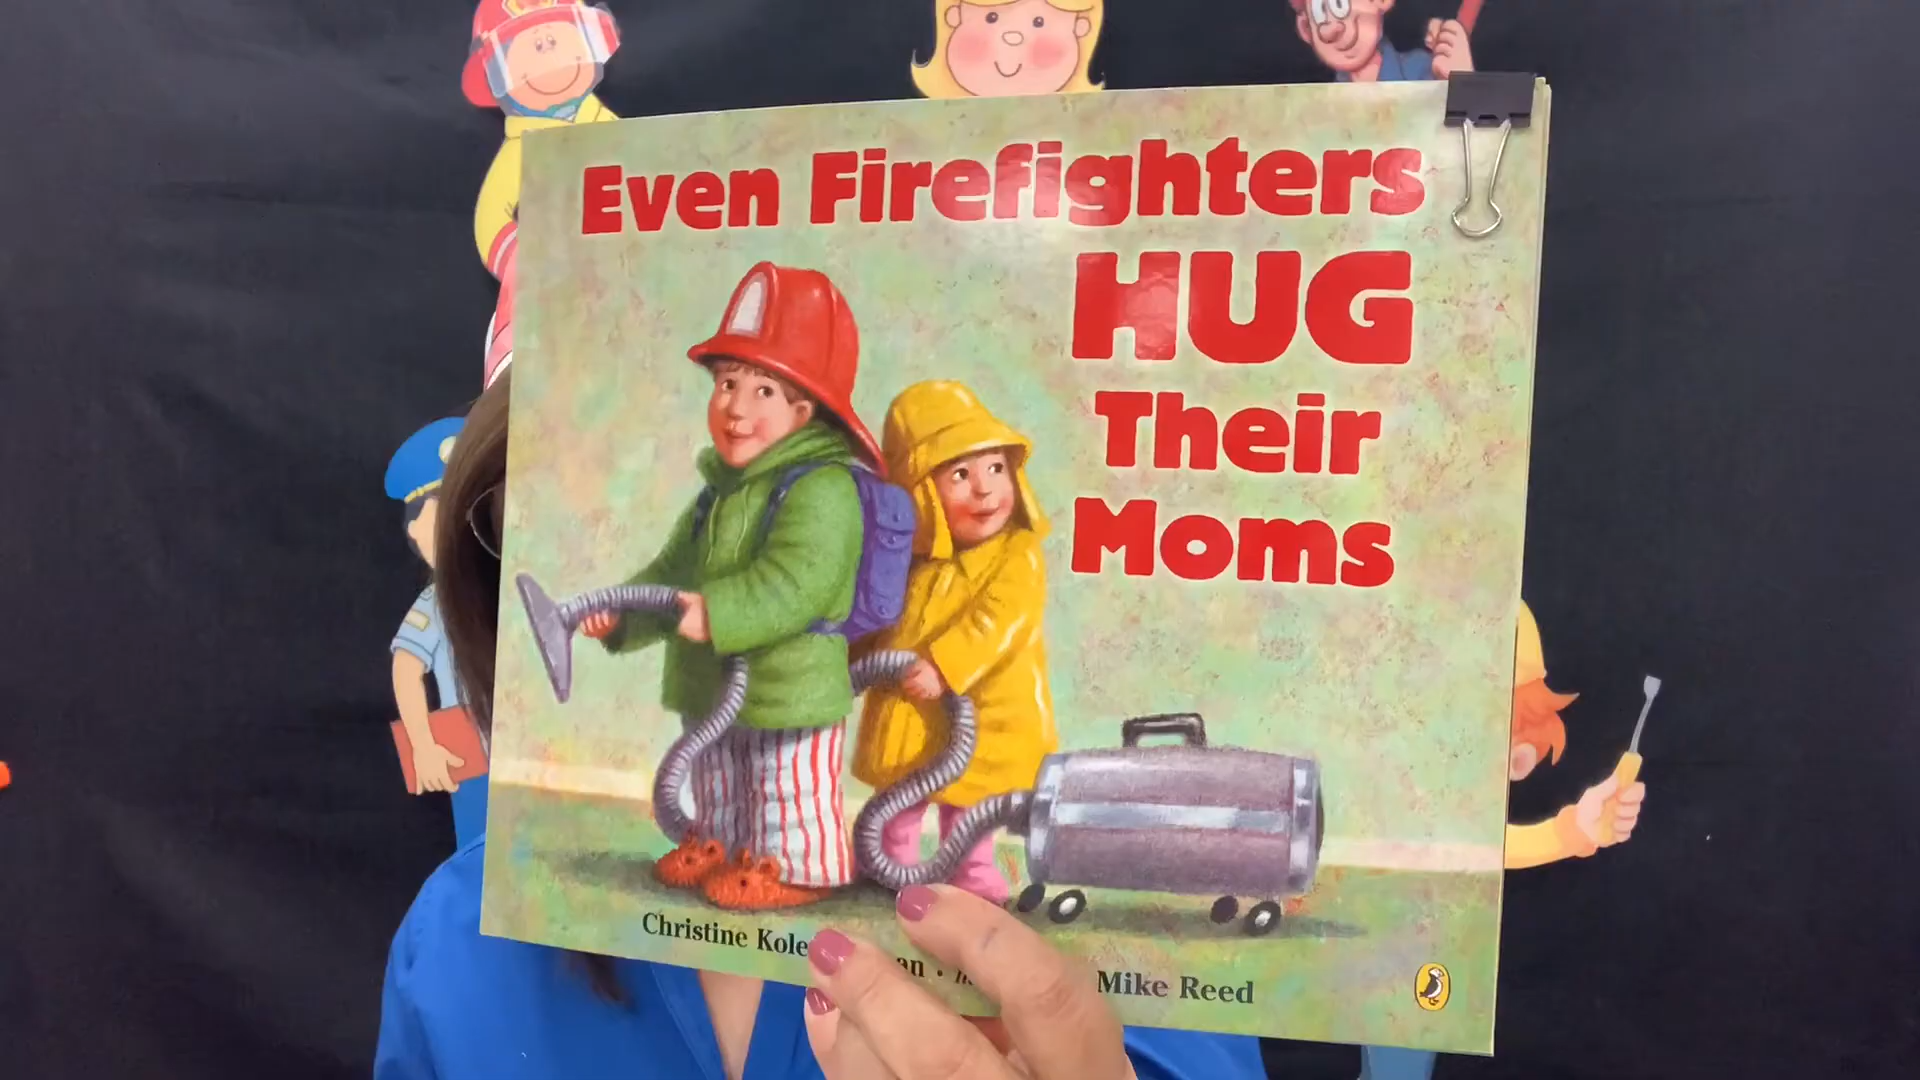 Even Firefighters
HUG
Their
Moms
Christine Kole
Mike Reed